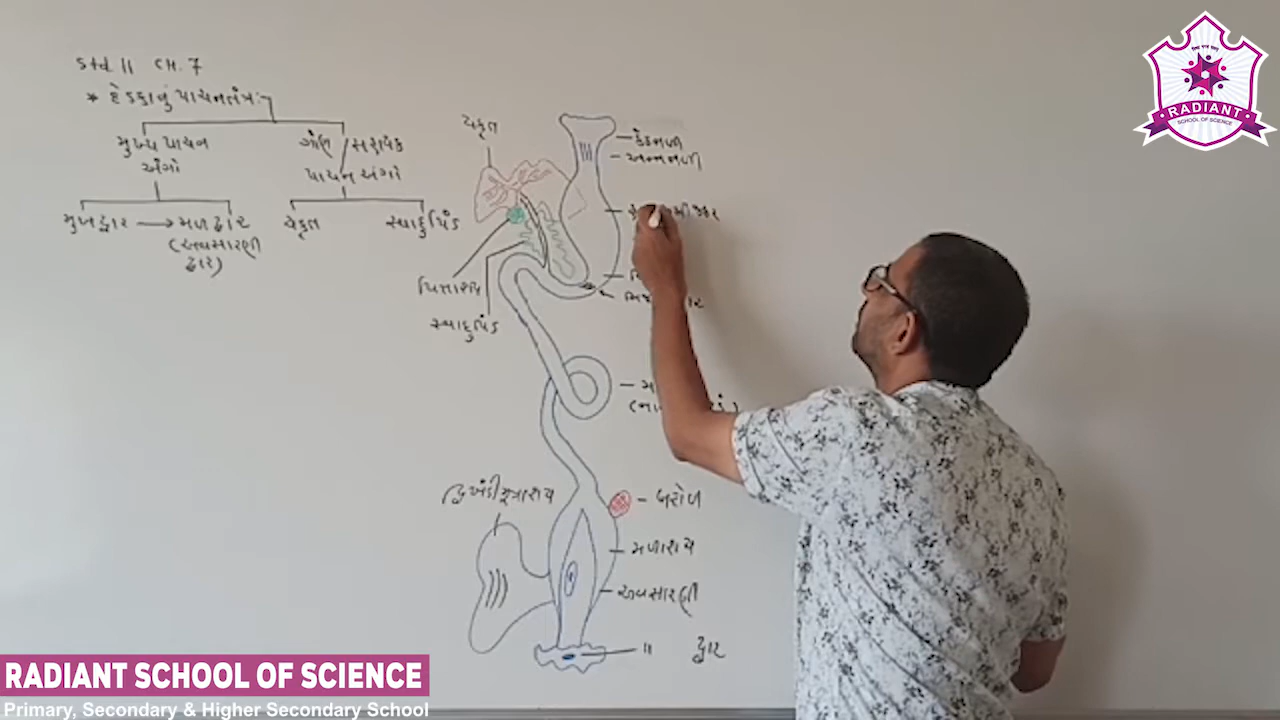 Std. 11 CH. 7
* દેડકાનું પાચનતંત્ર:-
મુખ્ય પાચન
અંગો
ગૌણ / સહાયક
પાચન અંગો
મુખદ્વાર → મળદ્વાર
(અવસારણી
દ્વાર)
યકૃત
સ્વાદુપિંડ
યકૃત
કંઠનળી
અન્નનળી
પિત્તાશય
સ્વાદુપિંડ
દ્વિખંડી મૂત્રાશય
બરોળ
મળાશય
અવસારણી
11 દ્વાર
RADIANT
SCHOOL OF SCIENCE
RADIANT SCHOOL OF SCIENCE
Primary, Secondary & Higher Secondary School